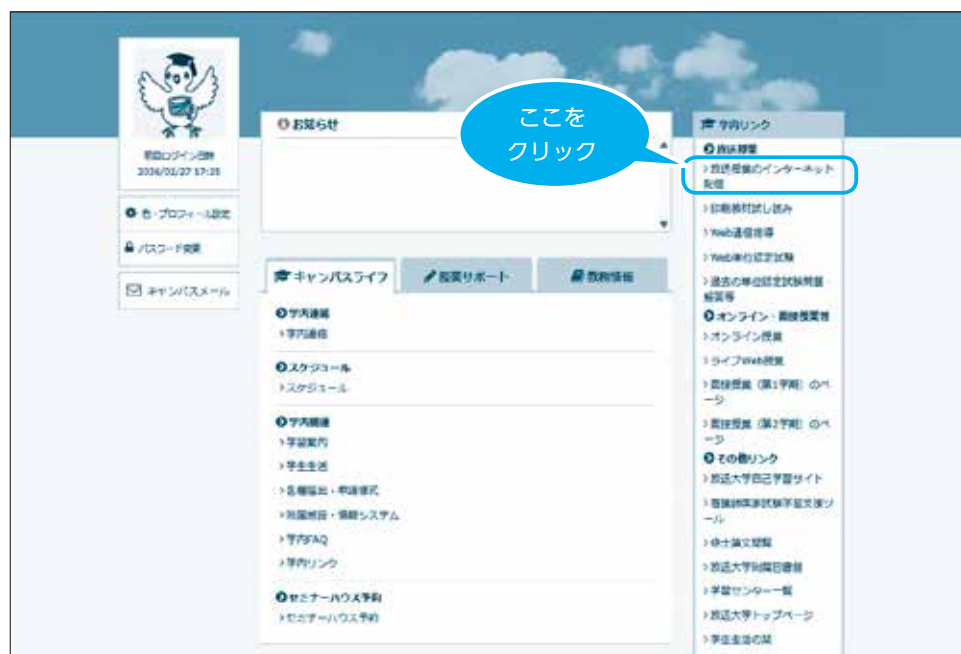 前回ログイン日時
2026/02/27 17:35
色・プロフィール設定
パスワード変更
キャンパスメール
お知らせ
ここを
クリック
キャンパスライフ
授業サポート
教務情報
学内連絡
学内連絡
スケジュール
スケジュール
学内関連
学習案内
学生生活
各種届出・申請様式
附属施設・情報システム
学内FAQ
学内リンク
セミナーハウス予約
セミナーハウス予約
学内リンク
放送授業
放送授業のインターネット
配信
印刷教材試し読み
Web通信指導
Web単位認定試験
過去の単位認定試験問題
解答等
オンライン・面接授業等
オンライン授業
ライブWeb授業
面接授業（第1学期）のペ
ージ
面接授業（第2学期）のペ
ージ
その他リンク
放送大学自己学習サイト
看護師国家試験学習支援ツ
ール
修士論文閲覧
放送大学附属図書館
学習センター一覧
放送大学トップページ
学生生活の栞